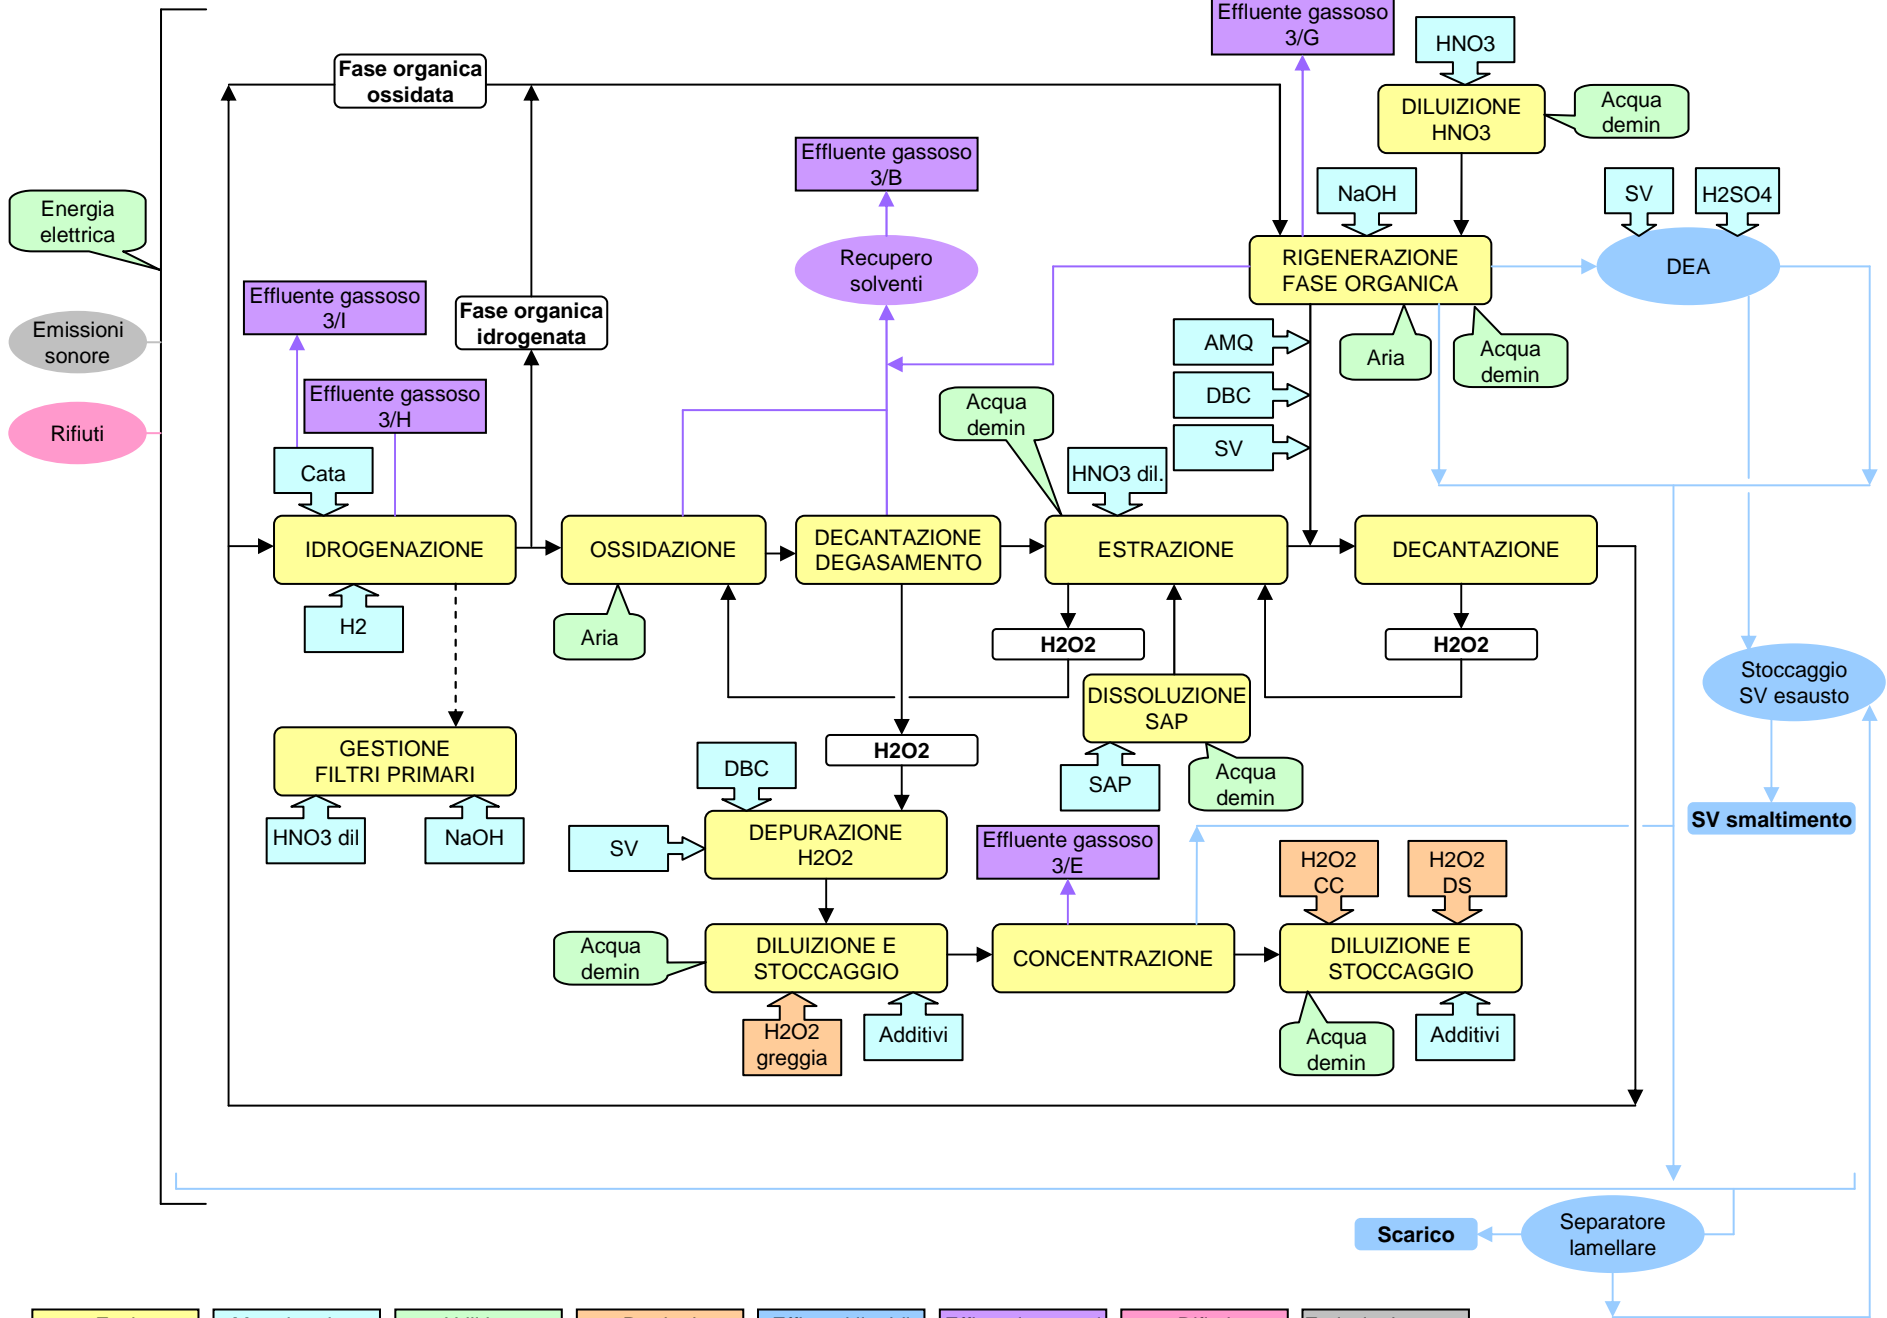 Effluente gassoso
3/G
HNO3
Fase organica
ossidata
DILUIZIONE
HNO3
Acqua
demin
Effluente gassoso
3/B
NaOH
SV
H2SO4
Energia
elettrica
Recupero
solventi
RIGENERAZIONE
FASE ORGANICA
DEA
Effluente gassoso
3/I
Fase organica
idrogenata
Emissioni
sonore
AMQ
Aria
Acqua
demin
Effluente gassoso
3/H
DBC
Acqua
demin
Rifiuti
SV
Cata
HNO3 dil.
IDROGENAZIONE
OSSIDAZIONE
DECANTAZIONE
DEGASAMENTO
ESTRAZIONE
DECANTAZIONE
H2
Aria
H2O2
H2O2
Stoccaggio
SV esausto
DISSOLUZIONE
SAP
GESTIONE
FILTRI PRIMARI
H2O2
DBC
SAP
Acqua
demin
SV smaltimento
HNO3 dil
NaOH
SV
DEPURAZIONE
H2O2
Effluente gassoso
3/E
H2O2
CC
H2O2
DS
Acqua
demin
DILUIZIONE E
STOCCAGGIO
CONCENTRAZIONE
DILUIZIONE E
STOCCAGGIO
H2O2
greggia
Additivi
Acqua
demin
Additivi
Scarico
Separatore
lamellare